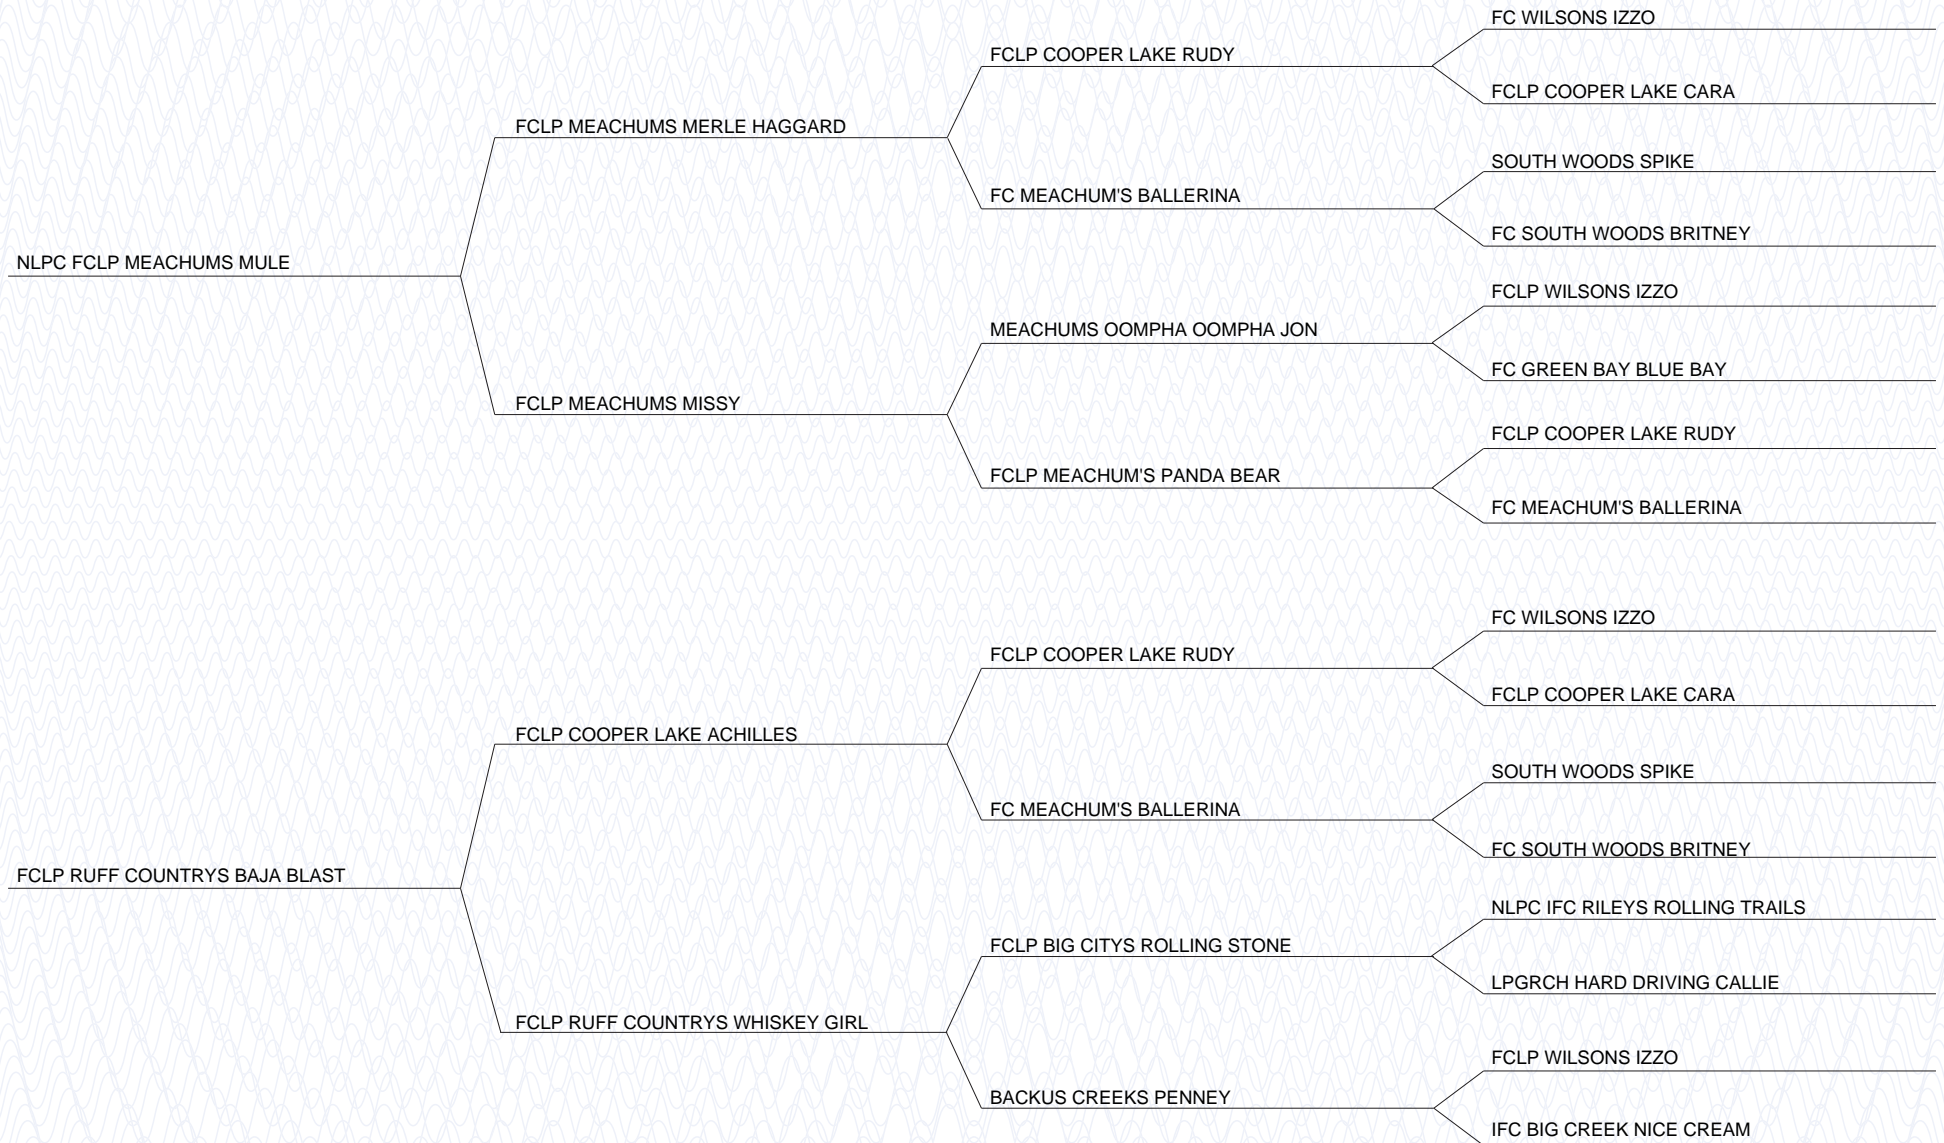 FC WILSONS IZZO
FCLP COOPER LAKE RUDY
FCLP COOPER LAKE CARA
FCLP MEACHUMS MERLE HAGGARD
SOUTH WOODS SPIKE
FC MEACHUM'S BALLERINA
FC SOUTH WOODS BRITNEY
NLPC FCLP MEACHUMS MULE
FCLP WILSONS IZZO
MEACHUMS OOMPHA OOMPHA JON
FC GREEN BAY BLUE BAY
FCLP MEACHUMS MISSY
FCLP COOPER LAKE RUDY
FCLP MEACHUM'S PANDA BEAR
FC MEACHUM'S BALLERINA
FC WILSONS IZZO
FCLP COOPER LAKE RUDY
FCLP COOPER LAKE CARA
FCLP COOPER LAKE ACHILLES
SOUTH WOODS SPIKE
FC MEACHUM'S BALLERINA
FC SOUTH WOODS BRITNEY
FCLP RUFF COUNTRYS BAJA BLAST
NLPC IFC RILEYS ROLLING TRAILS
FCLP BIG CITYS ROLLING STONE
LPGRCH HARD DRIVING CALLIE
FCLP RUFF COUNTRYS WHISKEY GIRL
FCLP WILSONS IZZO
BACKUS CREEKS PENNEY
IFC BIG CREEK NICE CREAM